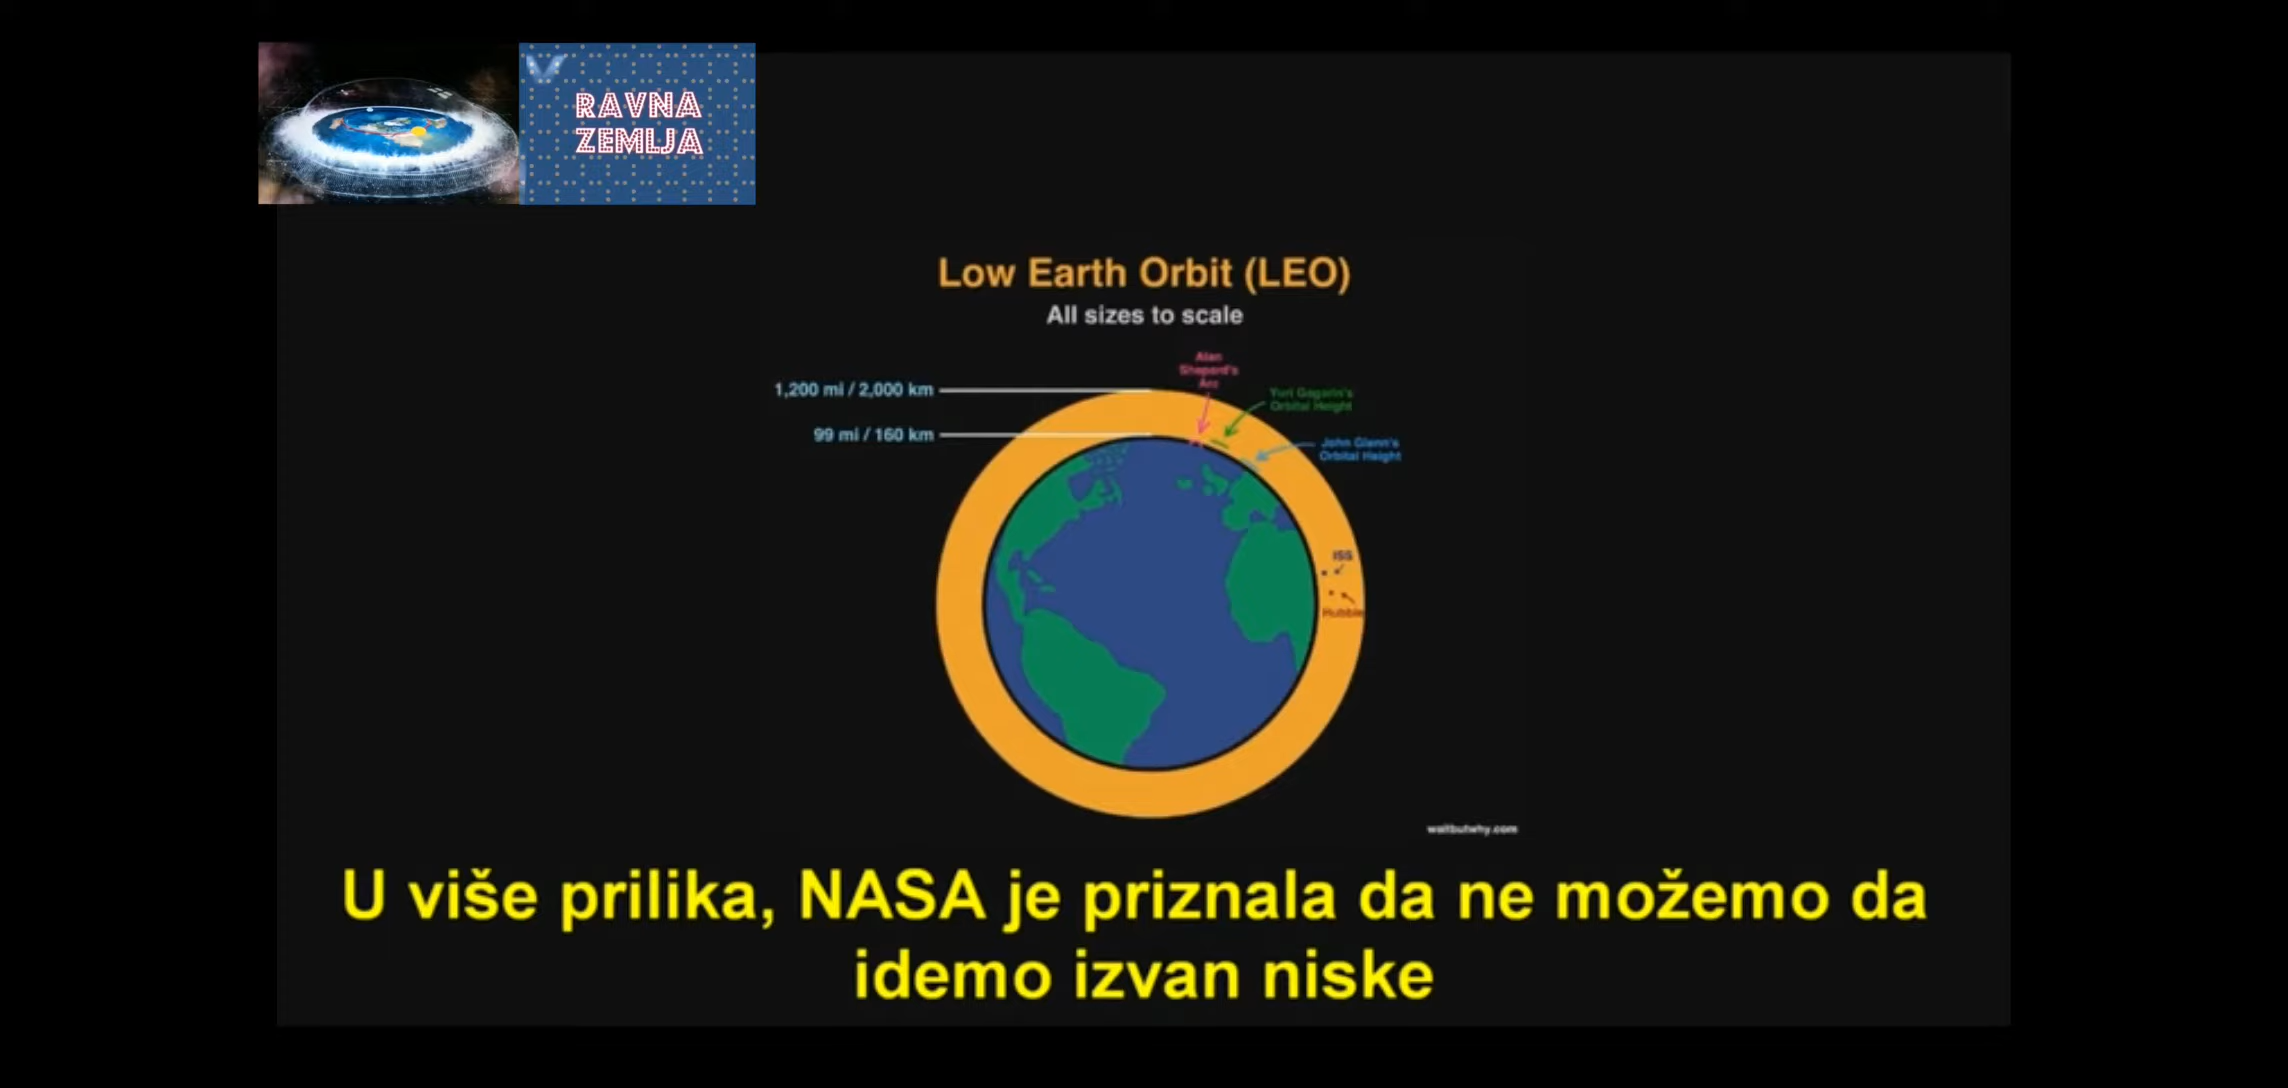 RAVNA
ZEMLJA
Low Earth Orbit (LEO)
All sizes to scale
Alan
Shepard's
Arc
1,200 mi / 2,000 km
Yuri Gagarin's
Orbital Height
99 mi / 160 km
John Glenn's
Orbital Height
ISS
Hubble
waitbutwhy.com
U više prilika, NASA je priznala da ne možemo da
idemo izvan niske